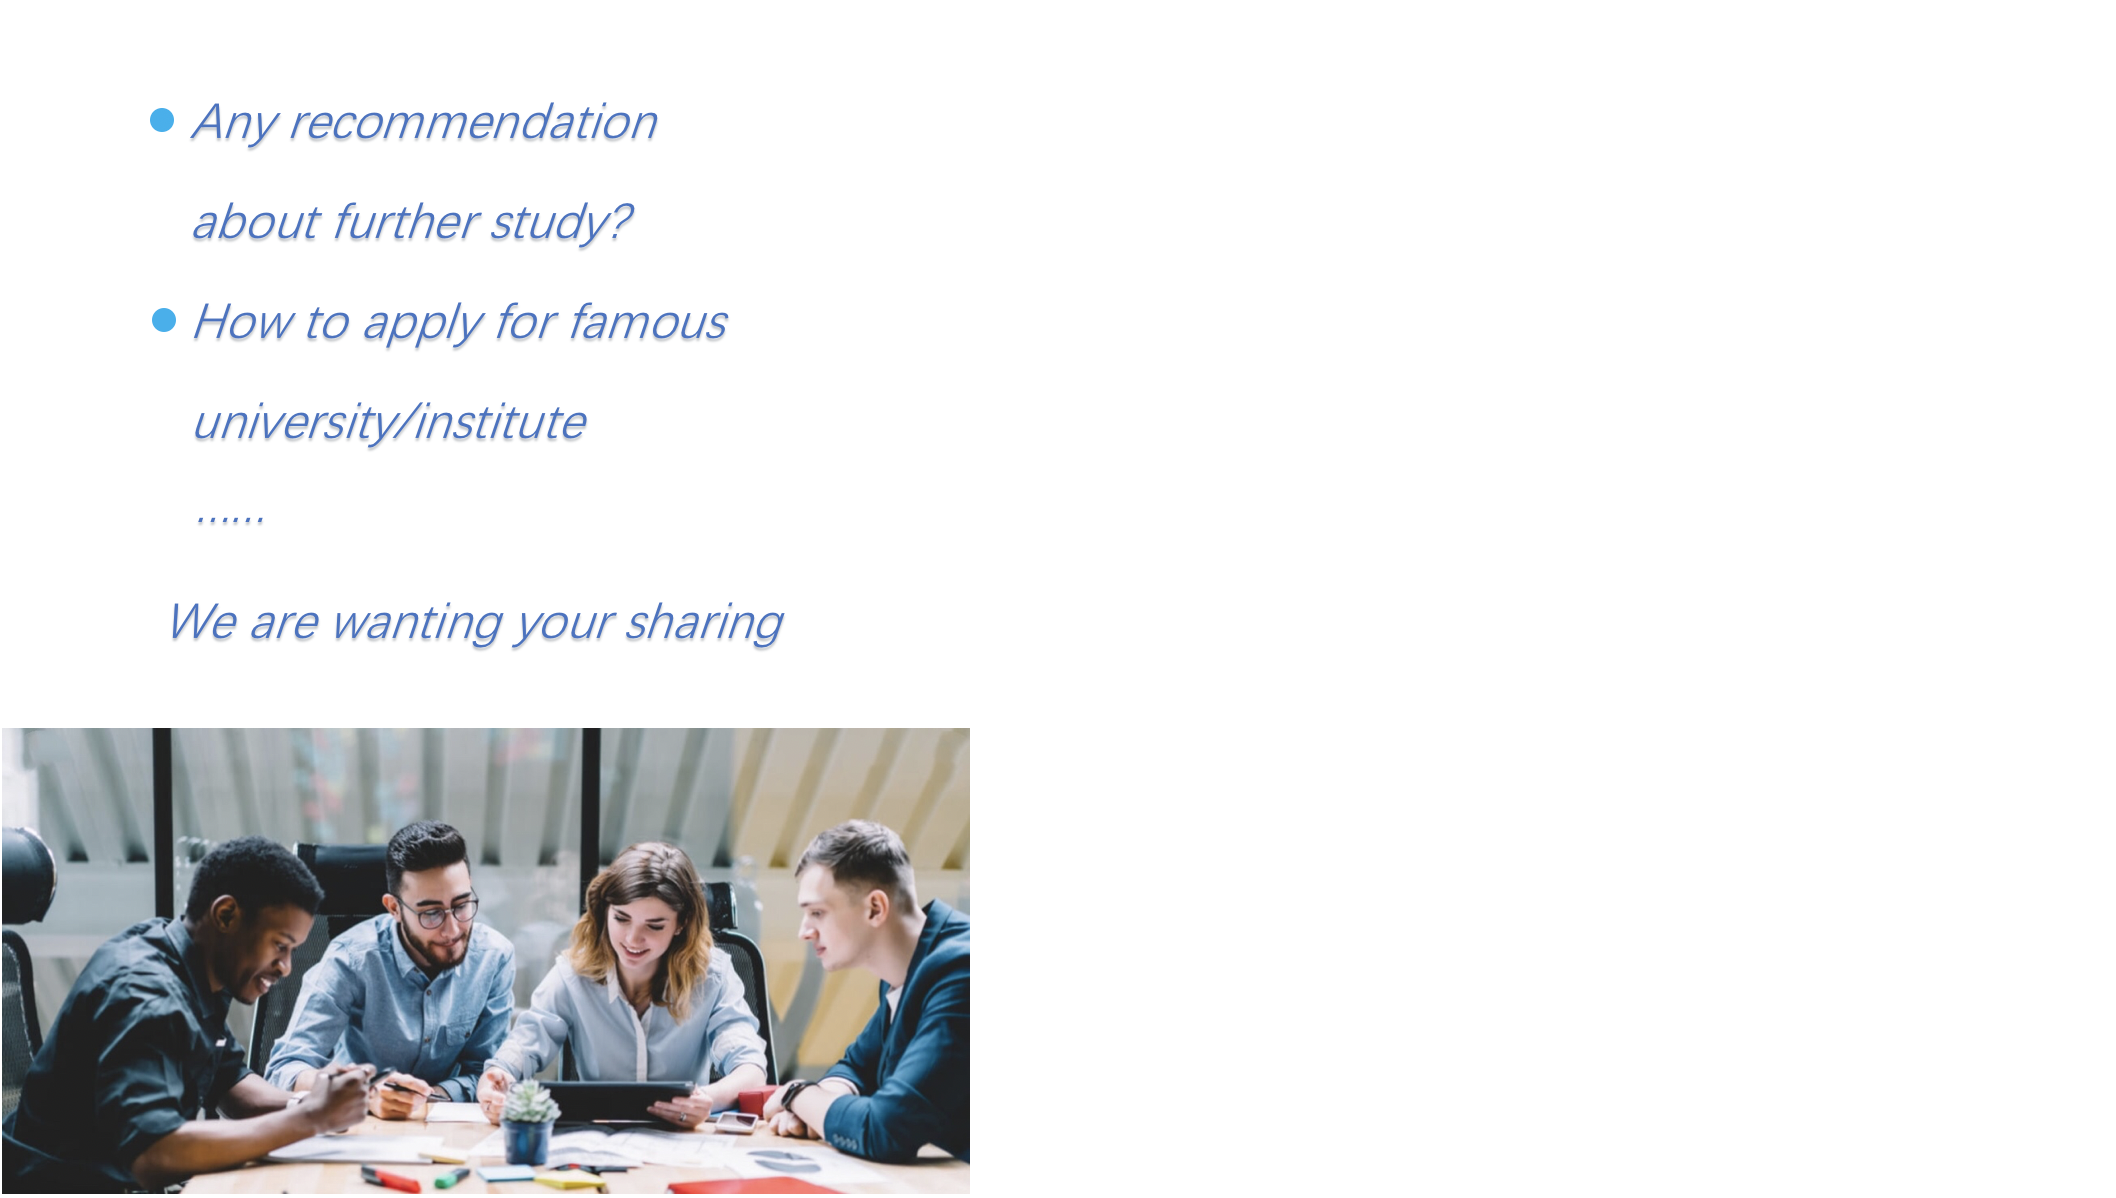 Any recommendation
about further study?
How to apply for famous
university/institute
……
We are wanting your sharing